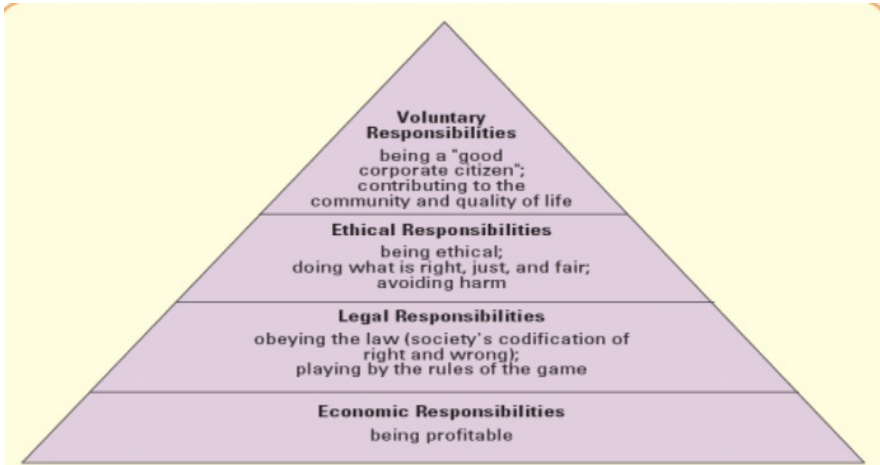 Voluntary
Responsibilities
being a "good
corporate citizen";
contributing to the
community and quality of life
Ethical Responsibilities
being ethical;
doing what is right, just, and fair;
avoiding harm
Legal Responsibilities
obeying the law (society's codification of
right and wrong);
playing by the rules of the game
Economic Responsibilities
being profitable